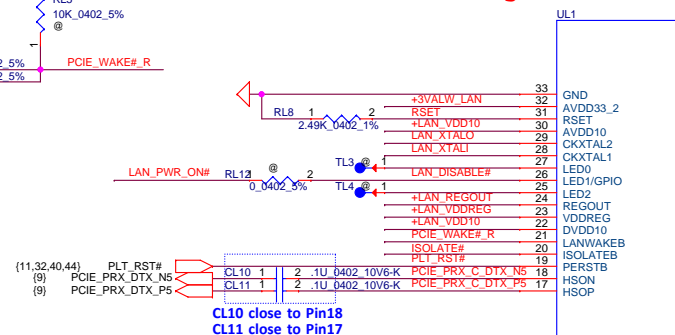 UL1
10K_0402_5%
@
1
PCIE_WAKE#_R
5%
33 GND
+3VALW_LAN 32 AVDD33_2
RL8 1 2 RSET 31 RSET
2.49K_0402_1% +LAN_VDD10 30 AVDD10
LAN_XTALO 29 CKXTAL2
LAN_XTALI 28 CKXTAL1
TL3 @ 1 27 LED0
LAN_PWR_ON# RL12 1 @ 2 LAN_DISABLE# 26 LED1/GPIO
0_0402_5% TL4 @ 1 25 LED2
+LAN_REGOUT 24 REGOUT
+LAN_VDDREG 23 VDDREG
+LAN_VDD10 22 DVDD10
PCIE_WAKE#_R 21 LANWAKEB
ISOLATE# 20 ISOLATEB
{11,32,40,44} PLT_RST# PLT_RST# 19 PERSTB
{9} PCIE_PRX_DTX_N5 CL10 1 2 .1U_0402_10V6-K PCIE_PRX_C_DTX_N5 18 HSON
{9} PCIE_PRX_DTX_P5 CL11 1 2 .1U_0402_10V6-K PCIE_PRX_C_DTX_P5 17 HSOP
CL10 close to Pin18
CL11 close to Pin17